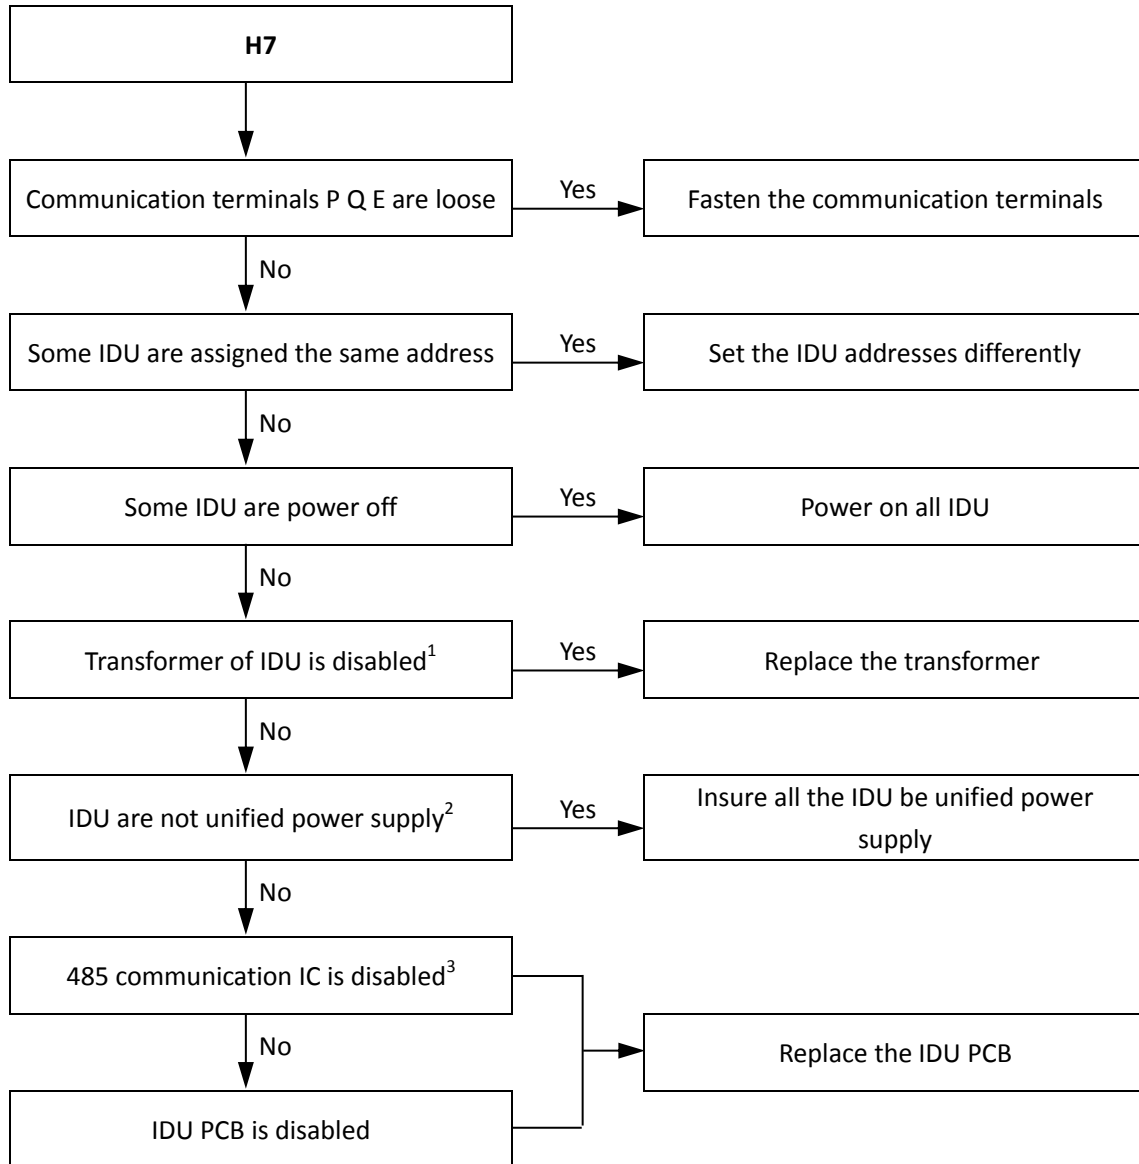 H7
Communication terminals P Q E are loose
Yes
Fasten the communication terminals
No
Some IDU are assigned the same address
Yes
Set the IDU addresses differently
No
Some IDU are power off
Yes
Power on all IDU
No
Transformer of IDU is disabled1
Yes
Replace the transformer
No
IDU are not unified power supply2
Yes
Insure all the IDU be unified power
supply
No
485 communication IC is disabled3
No
Replace the IDU PCB
IDU PCB is disabled